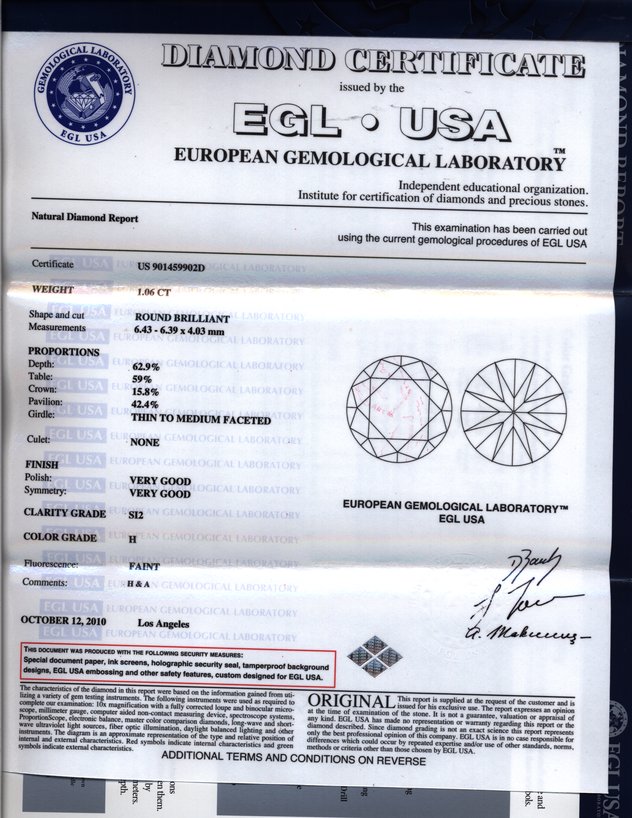 GEMOLOGICAL LABORATORY
EGL USA
DIAMOND CERTIFICATE
issued by the
EGL • USA
EUROPEAN GEMOLOGICAL LABORATORY™
Independent educational organization.
Institute for certification of diamonds and precious stones.
Natural Diamond Report
This examination has been carried out
using the current gemological procedures of EGL USA
Certificate US 901459902D
WEIGHT 1.06 CT
Shape and cut ROUND BRILLIANT
Measurements 6.43 - 6.39 x 4.03 mm
PROPORTIONS
Depth: 62.9%
Table: 59%
Crown: 15.8%
Pavilion: 42.4%
Girdle: THIN TO MEDIUM FACETED
Culet: NONE
FINISH
Polish: VERY GOOD
Symmetry: VERY GOOD
CLARITY GRADE SI2
COLOR GRADE H
Fluorescence: FAINT
Comments: H & A
EUROPEAN GEMOLOGICAL LABORATORY™
EGL USA
OCTOBER 12, 2010 Los Angeles
THIS DOCUMENT WAS PRODUCED WITH THE FOLLOWING SECURITY MEASURES:
Special document paper, ink screens, holographic security seal, tamperproof background
designs, EGL USA embossing and other safety features, custom designed for EGL USA.
The characteristics of the diamond in this report were based on the information gained from uti-
lizing a variety of gem testing instruments. The following instruments were used as required to
complete our examination: 10x magnification with a fully corrected loupe and binocular micro-
scope, millimeter gauge, computer aided non-contact measuring device, spectroscope systems,
ProportionScope, electronic balance, master color comparison diamonds, long-wave and short-
wave ultraviolet light sources, fiber optic illumination, daylight balanced lighting and other
instruments. The diagram is an approximate representation of the type and relative position of
internal and external characteristics. Red symbols indicate internal characteristics and green
symbols indicate external characteristics.
ORIGINAL This report is supplied at the request of the customer and is
issued for his exclusive use. The report expresses an opinion
at the time of examination of the stone. It is not a guarantee, valuation or appraisal of
any kind. EGL USA has made no representation or warranty regarding this report or the
diamond described. Since diamond grading is not an exact science this report represents
only the best professional opinion of this company. EGL USA is in no case responsible for
differences which could occur by repeated expertise and/or use of other standards, norms,
methods or criteria other than those chosen by EGL USA.
ADDITIONAL TERMS AND CONDITIONS ON REVERSE
DIAMOND REPORT
EGL USA